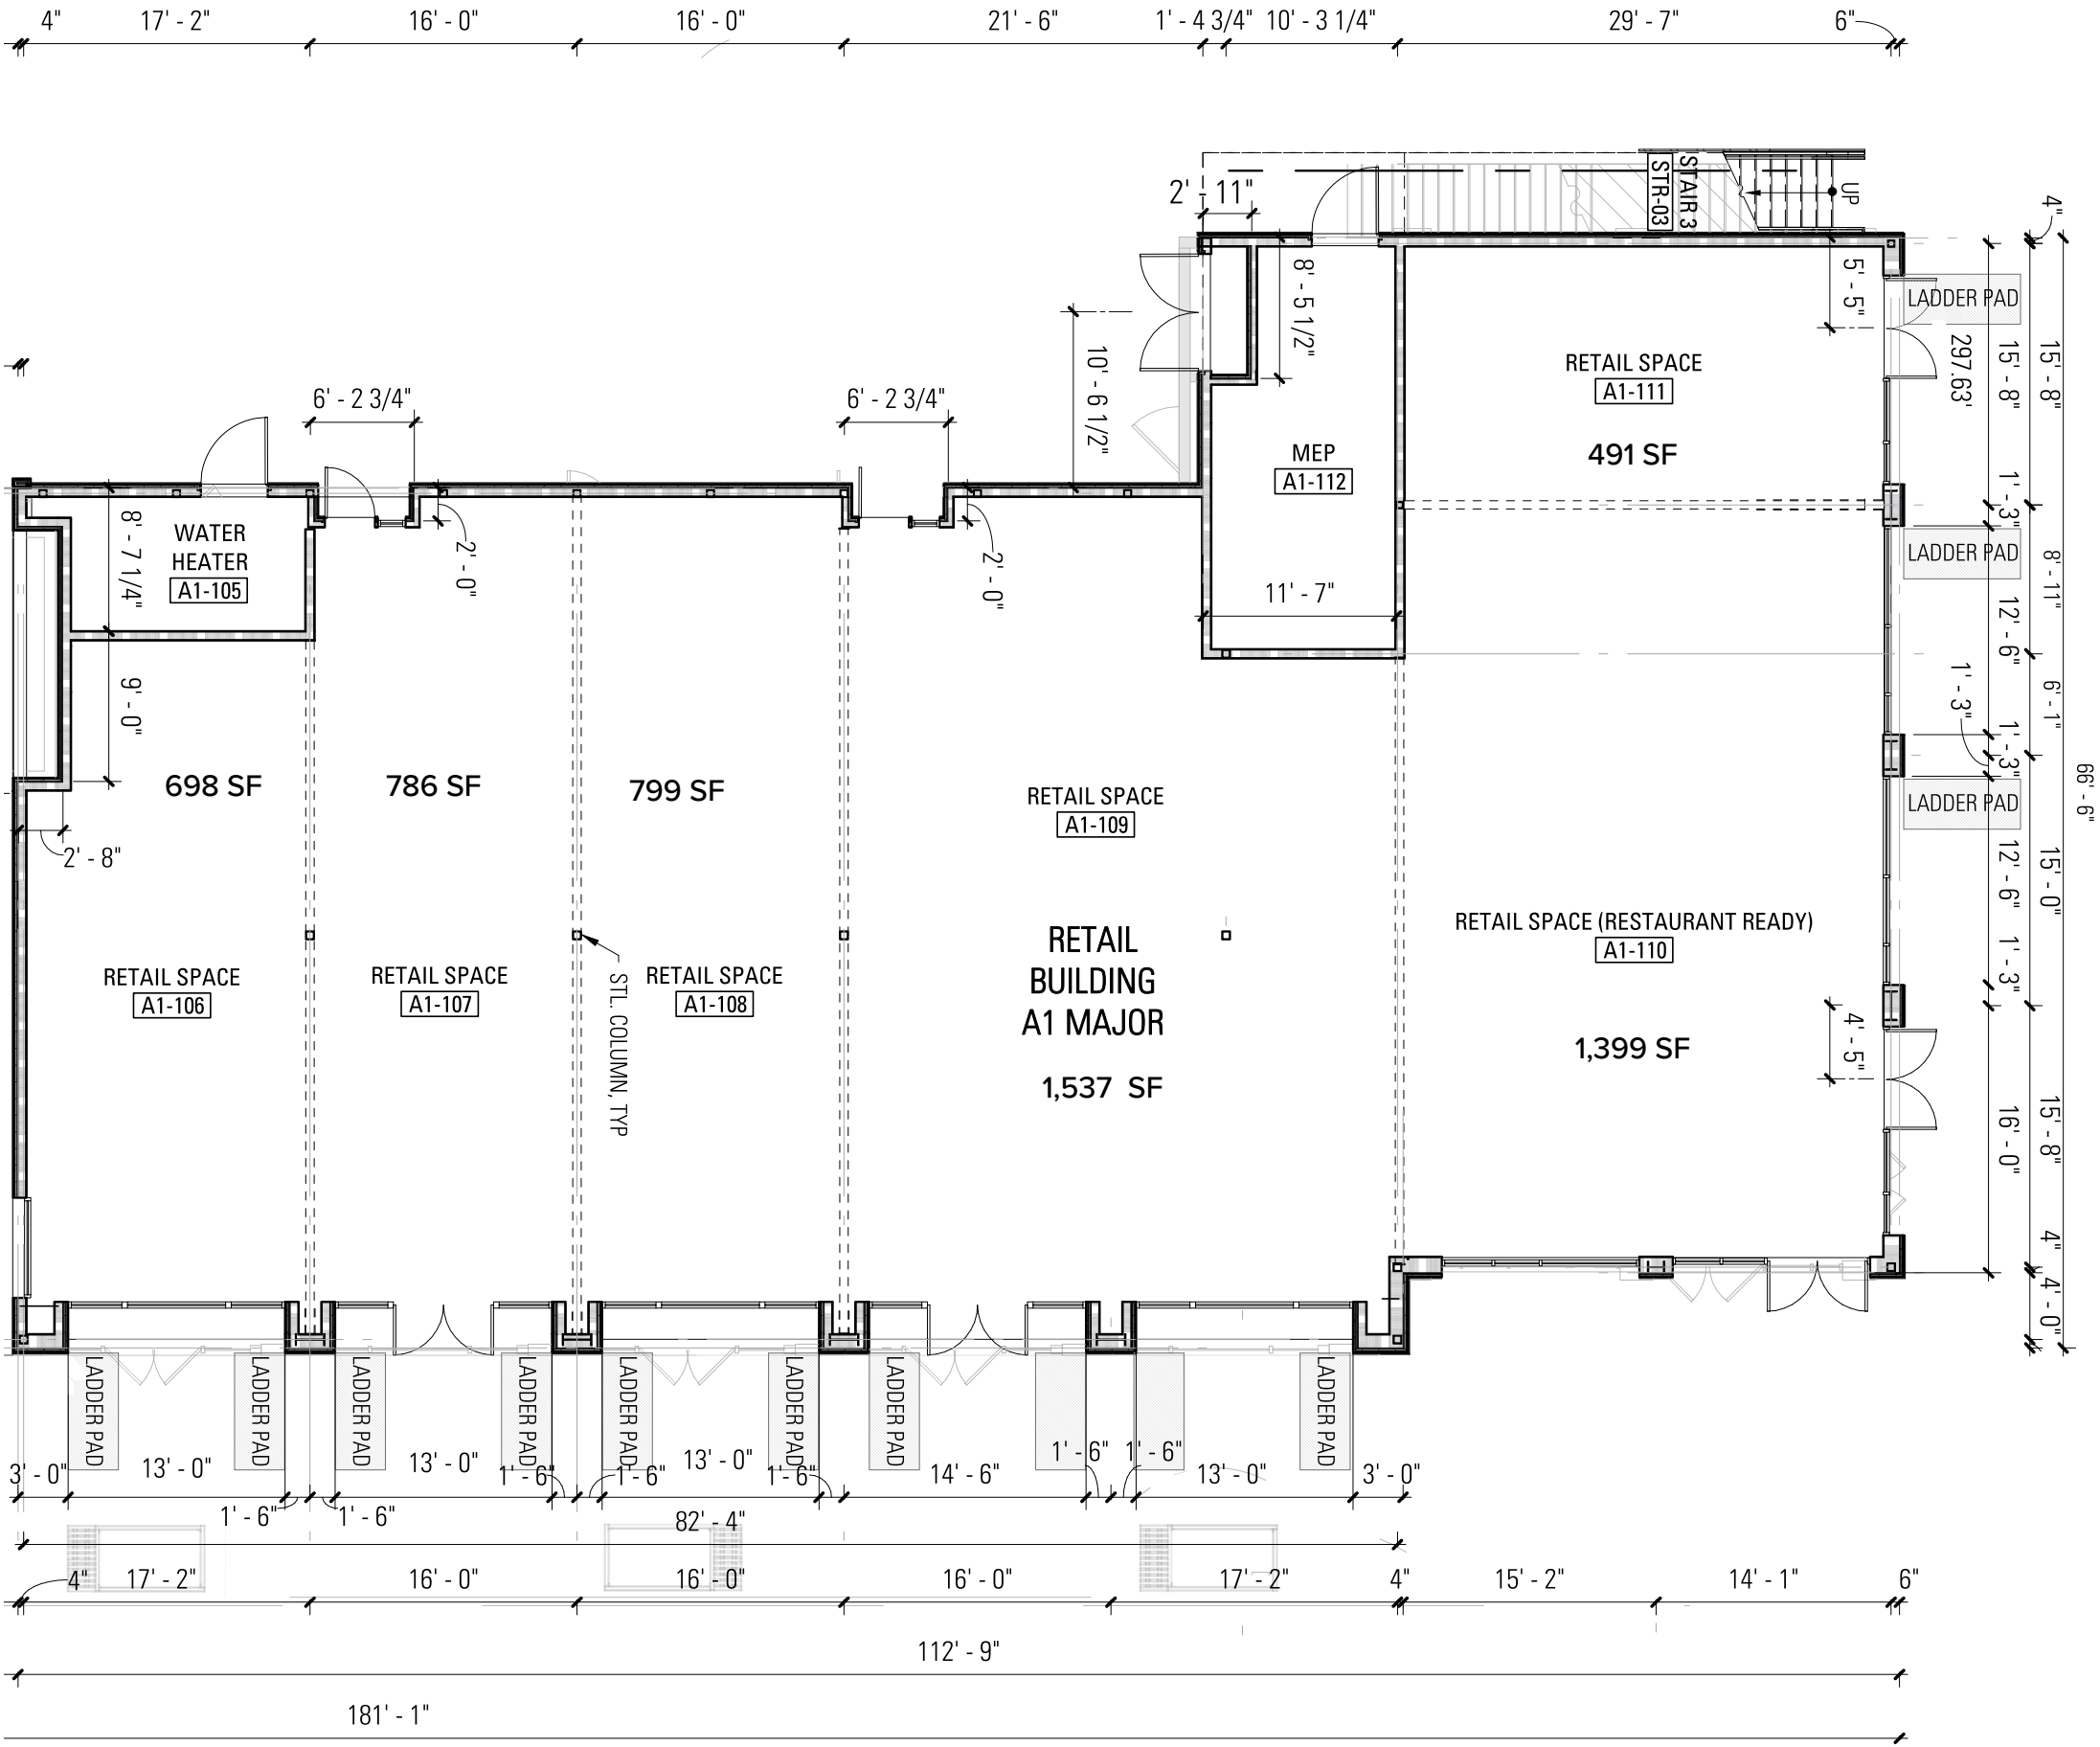 4"
17' - 2"
16' - 0"
16' - 0"
21' - 6"
1' - 4 3/4"
10' - 3 1/4"
29' - 7"
6"
STAIR 3
STR-03
UP
2' - 11"
4"
8' - 5 1/2"
5' - 5"
LADDER PAD
297.63'
15' - 8"
15' - 8"
10' - 6 1/2"
RETAIL SPACE
A1-111
491 SF
6' - 2 3/4"
6' - 2 3/4"
MEP
A1-112
1' - 3"
WATER
HEATER
A1-105
8' - 7 1/4"
2' - 0"
2' - 0"
LADDER PAD
11' - 7"
8' - 11"
12' - 6"
9' - 0"
1' - 3"
6' - 1"
1' - 3"
66' - 6"
698 SF
786 SF
799 SF
RETAIL SPACE
A1-109
LADDER PAD
2' - 8"
12' - 6"
15' - 0"
RETAIL SPACE (RESTAURANT READY)
A1-110
RETAIL
BUILDING
A1 MAJOR
1,537 SF
1' - 3"
RETAIL SPACE
A1-106
RETAIL SPACE
A1-107
RETAIL SPACE
A1-108
STL. COLUMN, TYP
1,399 SF
4' - 5"
16' - 0"
15' - 8"
4"
4' - 0"
LADDER PAD
LADDER PAD
LADDER PAD
LADDER PAD
LADDER PAD
LADDER PAD
LADDER PAD
LADDER PAD
3' - 0"
13' - 0"
13' - 0"
1' - 6"
1' - 6"
13' - 0"
1' - 6"
14' - 6"
1' - 6"
1' - 6"
13' - 0"
3' - 0"
1' - 6"
1' - 6"
82' - 4"
4"
17' - 2"
16' - 0"
16' - 0"
16' - 0"
17' - 2"
4"
15' - 2"
14' - 1"
6"
112' - 9"
181' - 1"